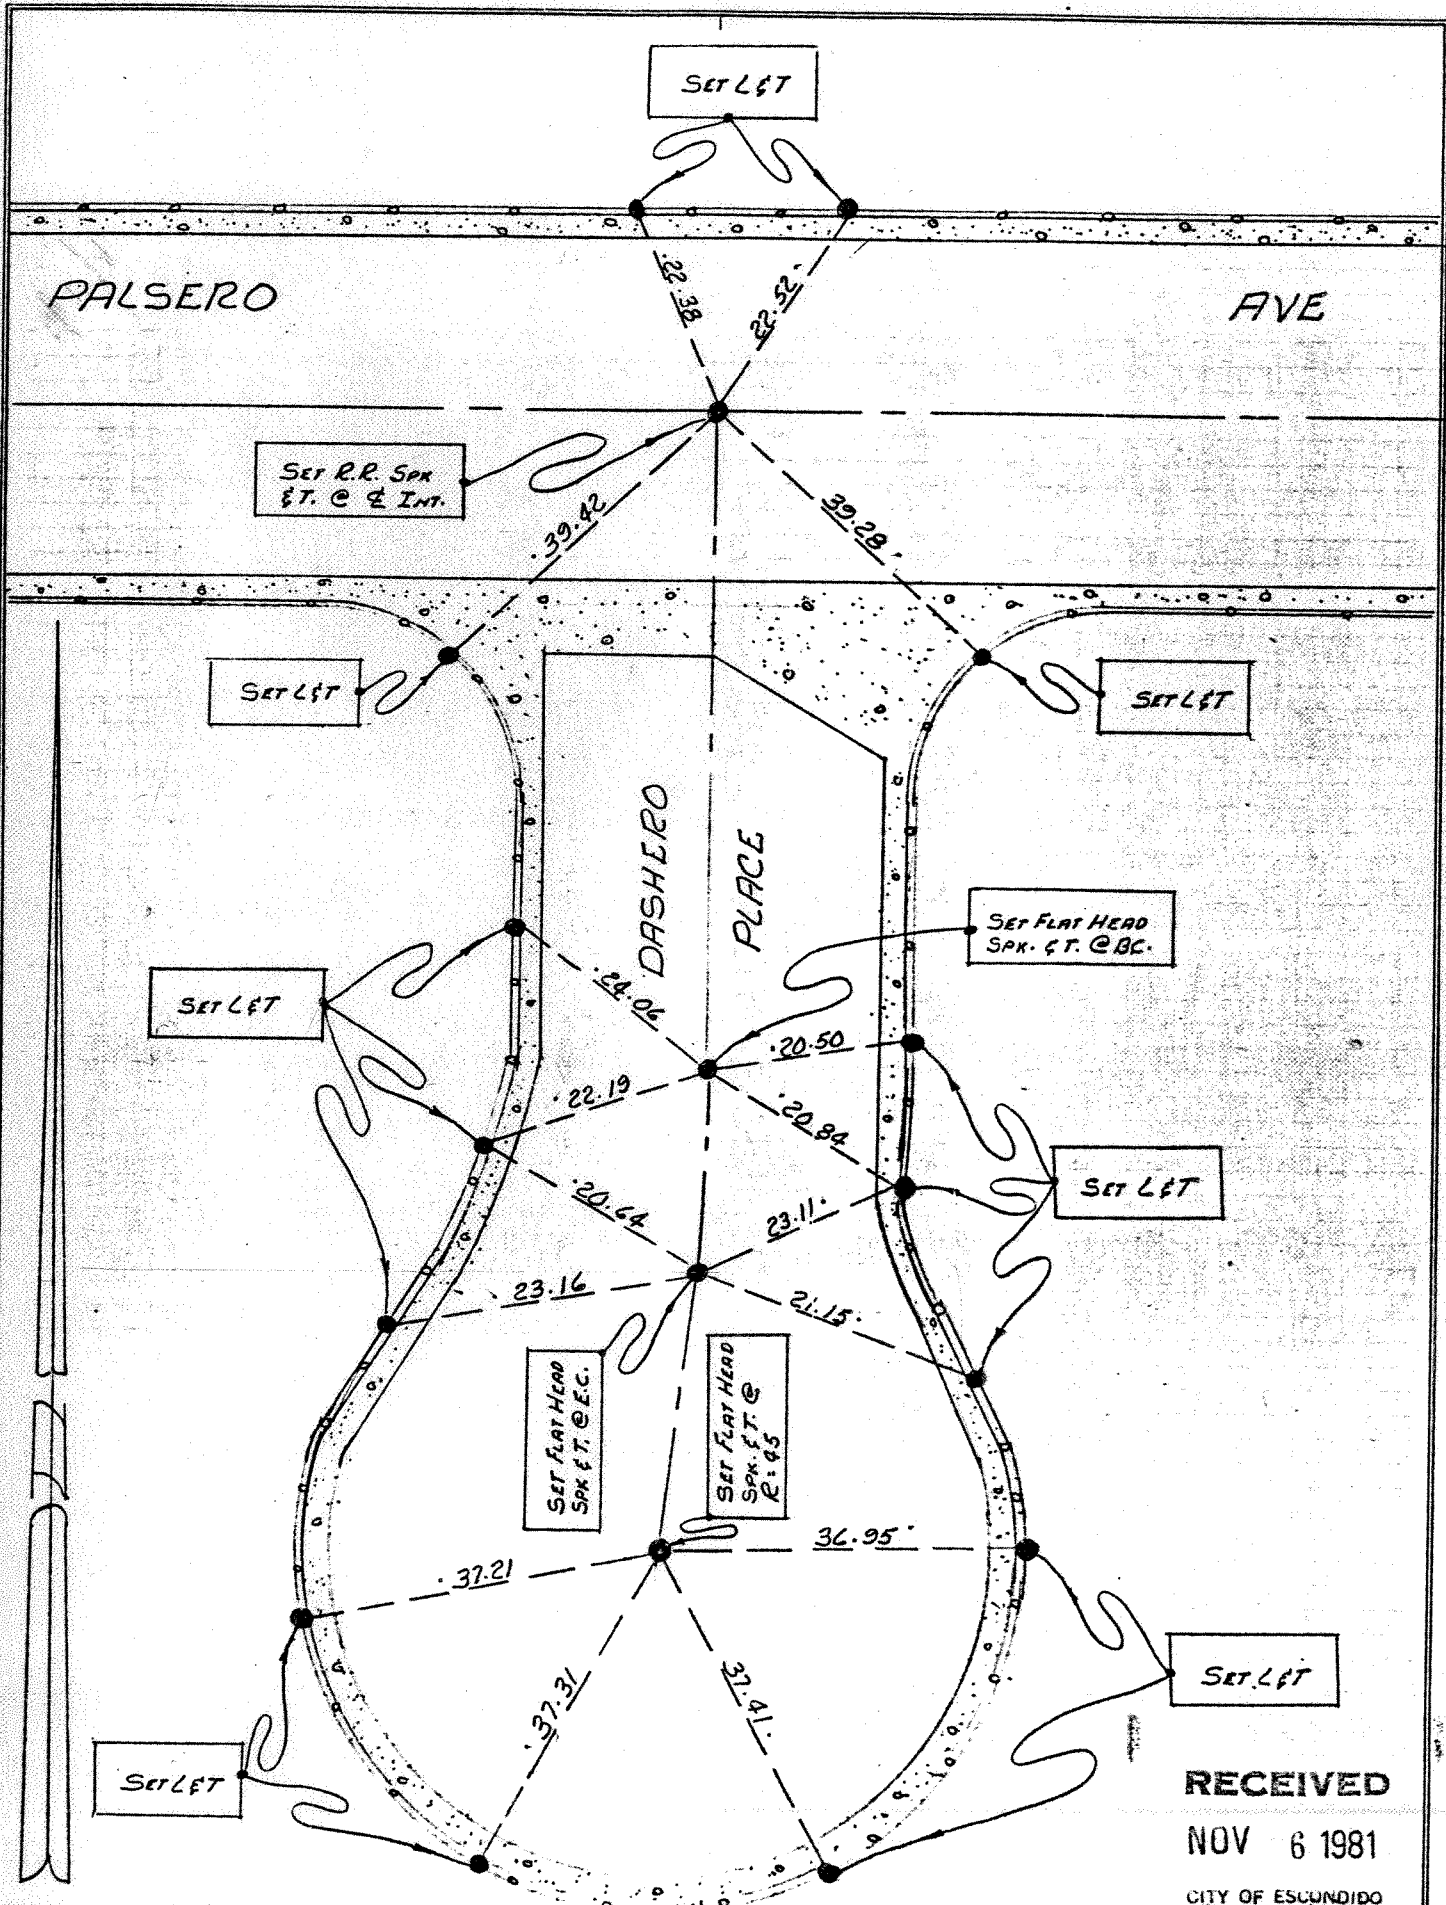 SET L&T
22.38
22.52'
PALSERO AVE
SET R.R. SPK
& T. @ ℄ INT.
39.42
39.28
SET L&T
SET L&T
DASHERO
PLACE
SET FLAT HEAD
SPK. & T. @ BC.
24.06
SET L&T
20.50
22.19
20.84
SET L&T
20.64
23.11
23.16
21.15
SET FLAT HEAD
SPK & T. @ E.C.
SET FLAT HEAD
SPK. & T. @
R=45
36.95'
37.21
37.31
37.41
SET L&T
SET L&T
RECEIVED
NOV 6 1981
CITY OF ESCONDIDO